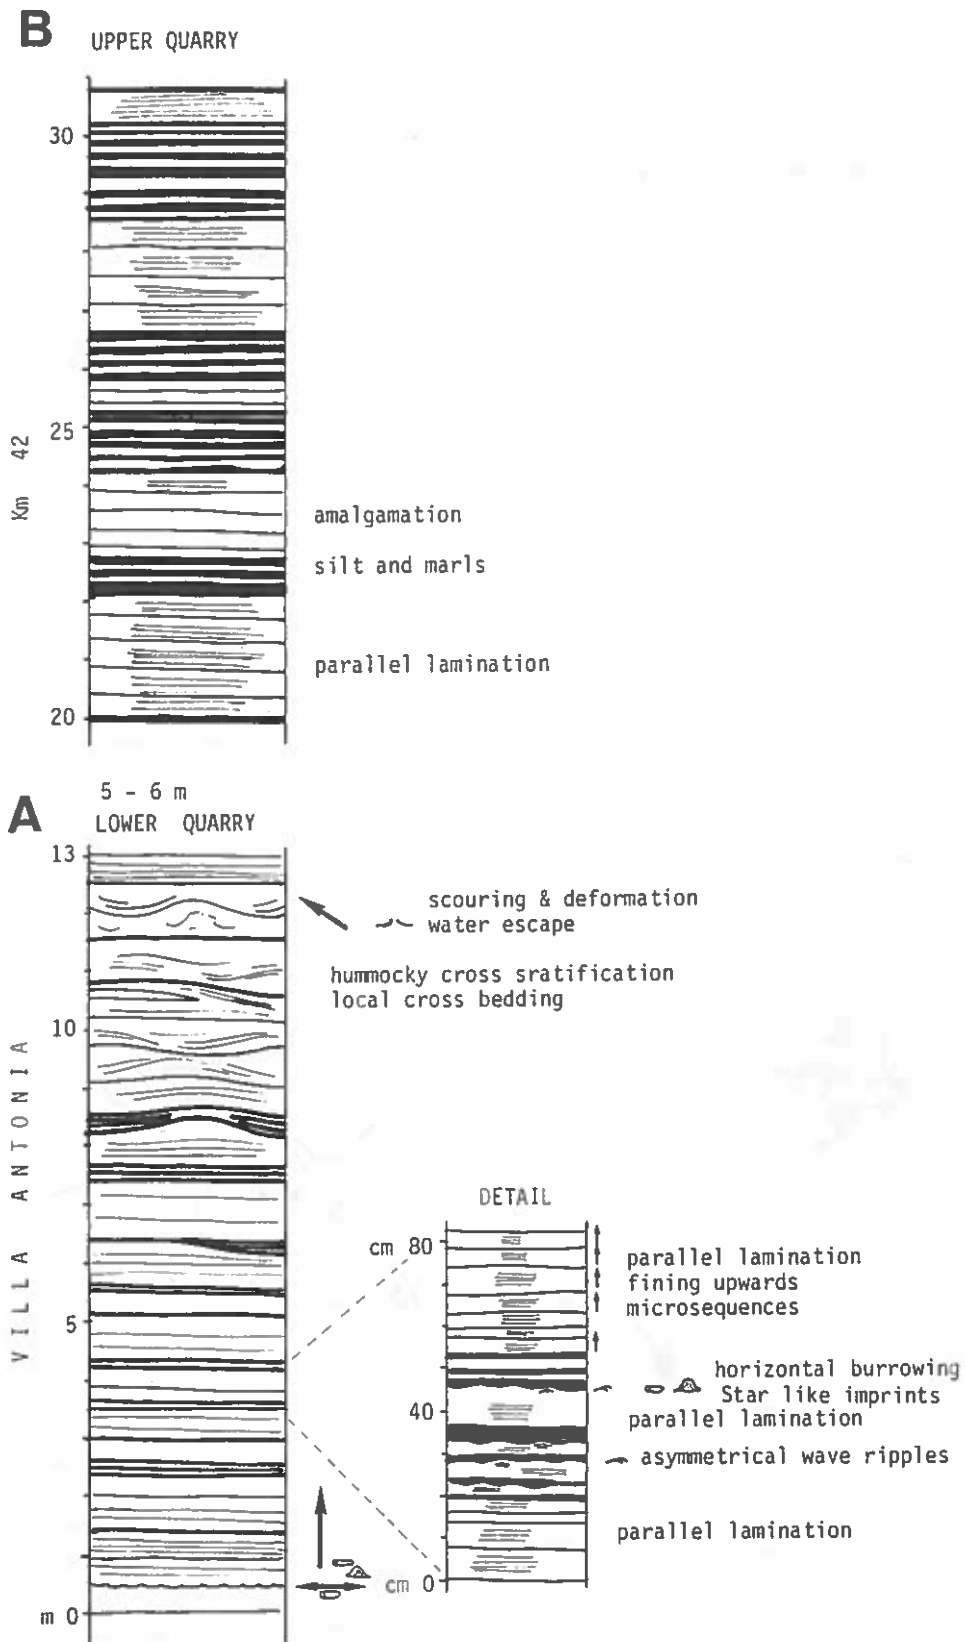 B UPPER QUARRY
30
25
Km 42
amalgamation
silt and marls
parallel lamination
20
5 - 6 m
A LOWER QUARRY
13
scouring & deformation
water escape
hummocky cross sratification
local cross bedding
10
VILLA ANTONIA
5
m 0
DETAIL
cm 80
parallel lamination
fining upwards
microsequences
horizontal burrowing
Star like imprints
40
parallel lamination
asymmetrical wave ripples
parallel lamination
cm 0